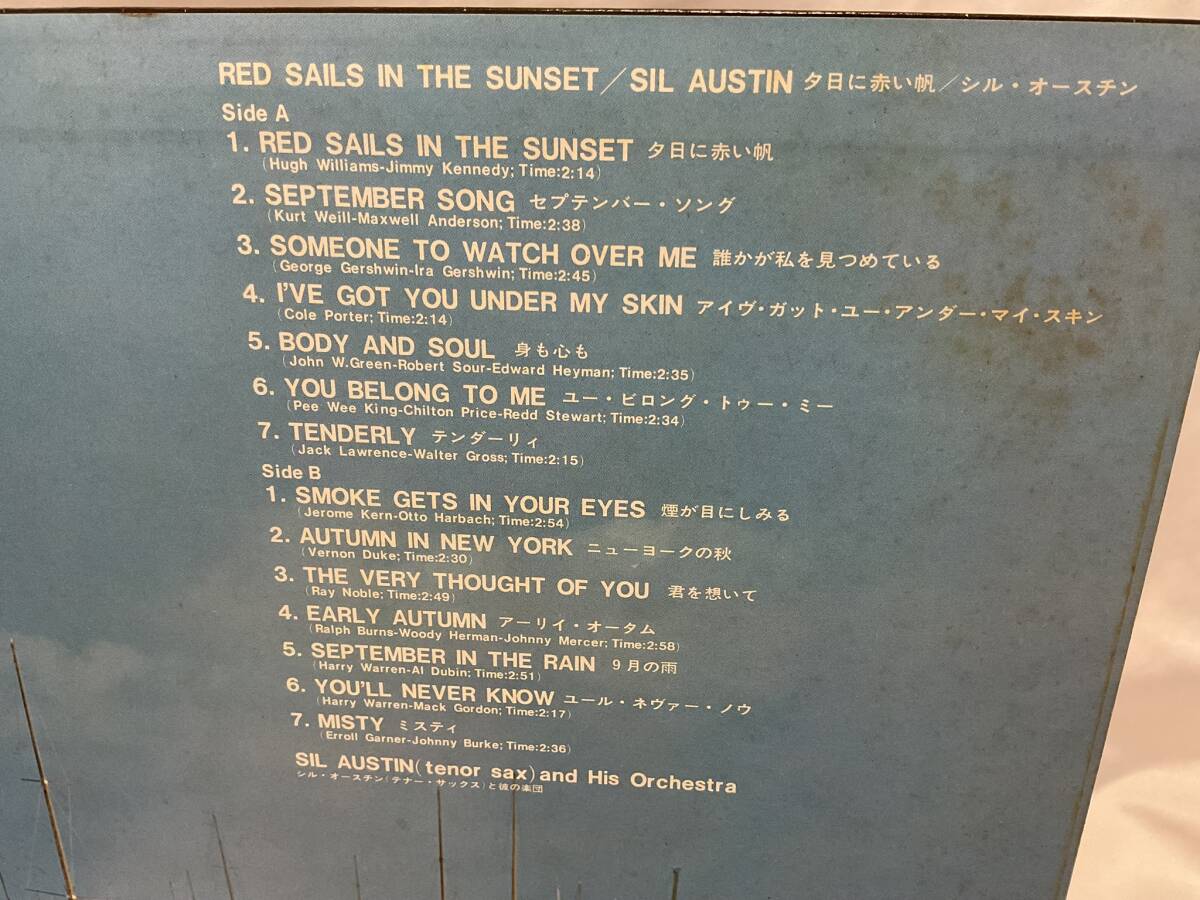 RED SAILS IN THE SUNSET/SIL AUSTIN 夕日に赤い帆/シル・オースチン
Side A
1. RED SAILS IN THE SUNSET 夕日に赤い帆
(Hugh Williams-Jimmy Kennedy; Time:2:14)
2. SEPTEMBER SONG セプテンバー・ソング
(Kurt Weill-Maxwell Anderson; Time:2:38)
3. SOMEONE TO WATCH OVER ME 誰かが私を見つめている
(George Gershwin-Ira Gershwin; Time:2:45)
4. I'VE GOT YOU UNDER MY SKIN アイヴ・ガット・ユー・アンダー・マイ・スキン
(Cole Porter; Time:2:14)
5. BODY AND SOUL 身も心も
(John W.Green-Robert Sour-Edward Heyman; Time:2:35)
6. YOU BELONG TO ME ユー・ビロング・トゥー・ミー
(Pee Wee King-Chilton Price-Redd Stewart; Time:2:34)
7. TENDERLY テンダーリィ
(Jack Lawrence-Walter Gross; Time:2:15)
Side B
1. SMOKE GETS IN YOUR EYES 煙が目にしみる
(Jerome Kern-Otto Harbach; Time:2:54)
2. AUTUMN IN NEW YORK ニューヨークの秋
(Vernon Duke; Time:2:30)
3. THE VERY THOUGHT OF YOU 君を想いて
(Ray Noble; Time:2:49)
4. EARLY AUTUMN アーリイ・オータム
(Ralph Burns-Woody Herman-Johnny Mercer; Time:2:58)
5. SEPTEMBER IN THE RAIN 9月の雨
(Harry Warren-Al Dubin; Time:2:51)
6. YOU'LL NEVER KNOW ユール・ネヴァー・ノウ
(Harry Warren-Mack Gordon; Time:2:17)
7. MISTY ミスティ
(Erroll Garner-Johnny Burke; Time:2:36)
SIL AUSTIN(tenor sax) and His Orchestra
シル・オースチン(テナー・サックス)と彼の楽団